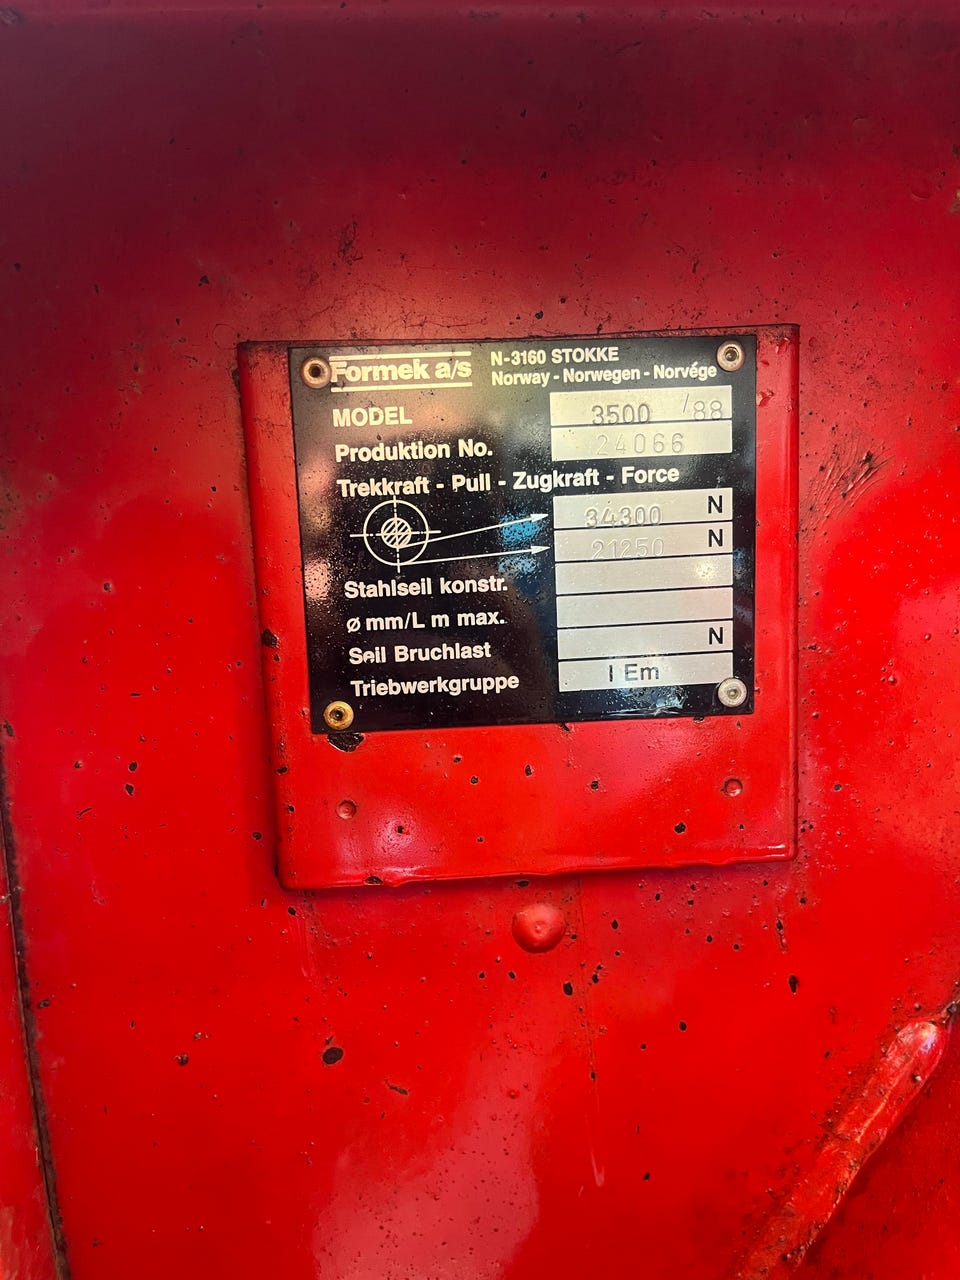 Formek a/s
N-3160 STOKKE
Norway - Norwegen - Norvége
MODEL 3500 /88
Produktion No. 24066
Trekkraft - Pull - Zugkraft - Force
34300 N
21250 N
Stahlseil konstr.
ø mm/L m max.
Seil Bruchlast N
Triebwerkgruppe I Em